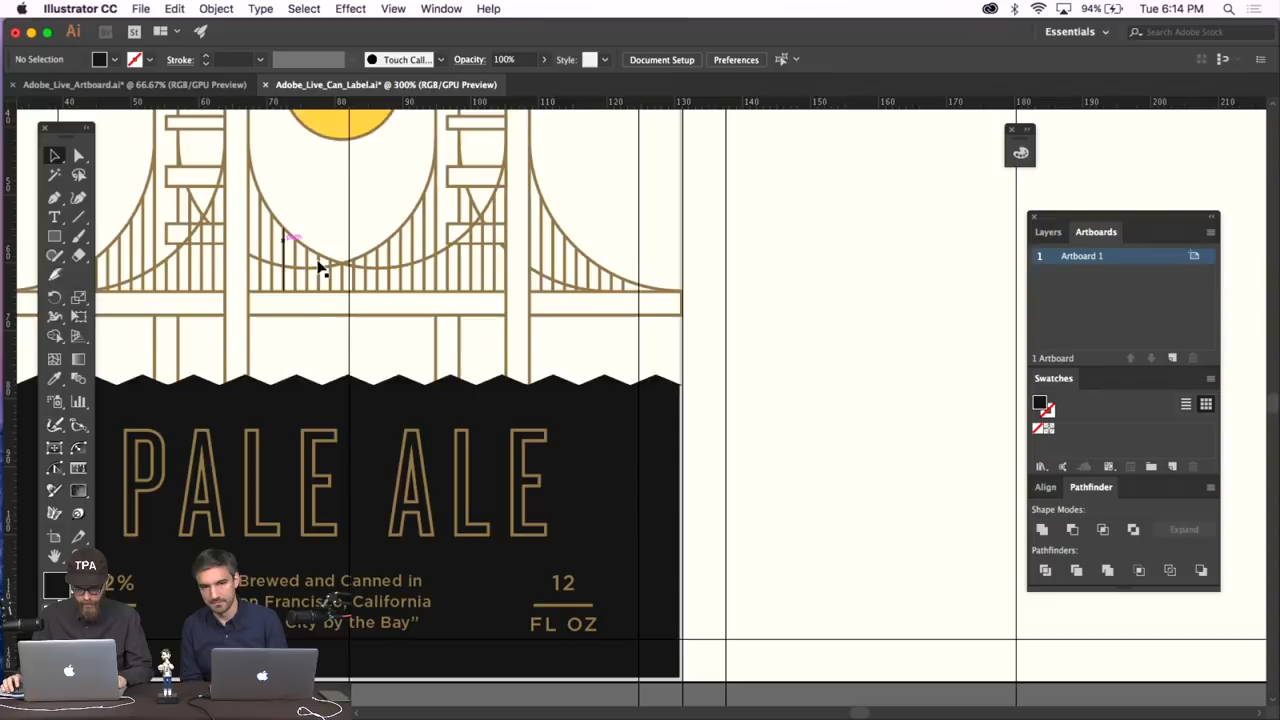 Illustrator CC File Edit Object Type Select Effect View Window Help
94% Tue 6:14 PM
Ai Br St Essentials Search Adobe Stock
No Selection Stroke: Touch Call... Opacity: 100% Style: Document Setup Preferences
Adobe_Live_Artboard.ai* @ 66.67% (RGB/GPU Preview) Adobe_Live_Can_Label.ai* @ 300% (RGB/GPU Preview)
40 50 60 70 80 90 100 110 120 130 140 150 160 170 180 190 200 210
Layers Artboards
1 Artboard 1
1 Artboard
Swatches
Align Pathfinder
Shape Modes:
Expand
Pathfinders:
PALE ALE
2%
Brewed and Canned in
n Francisco, California
City by the Bay”
12
FL OZ
TPA